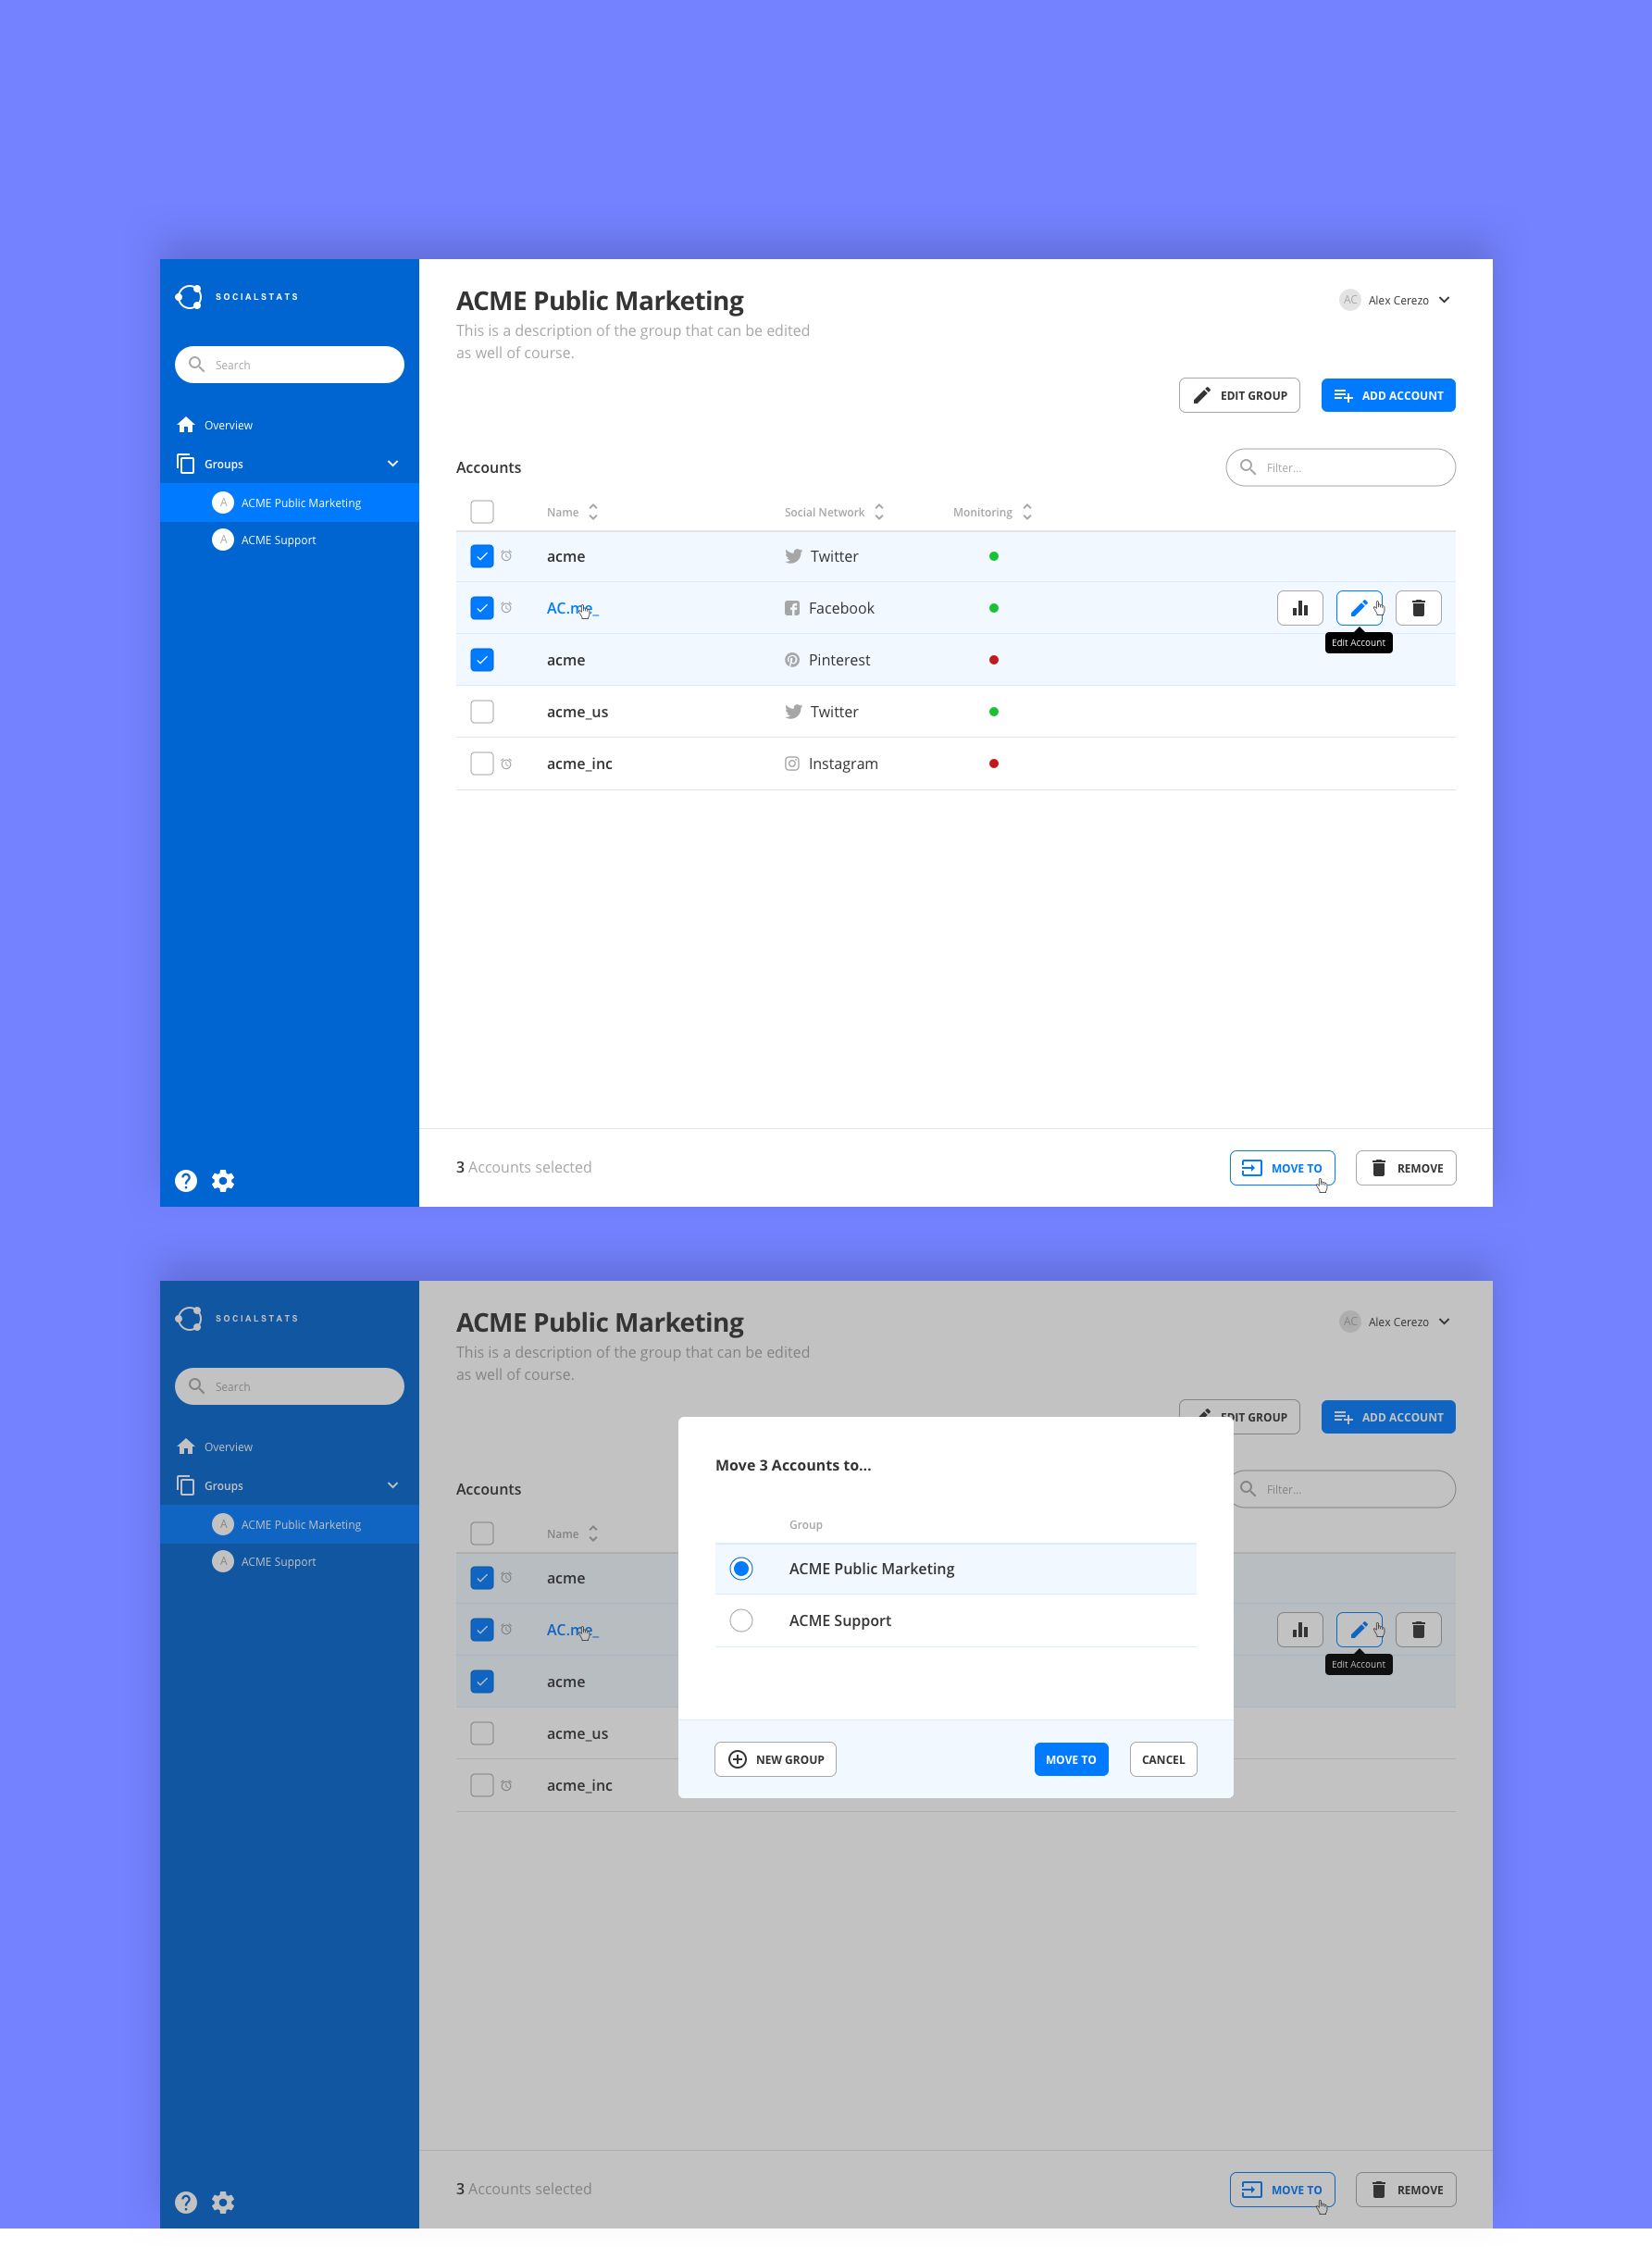 SOCIALSTATS
Search
Overview
Groups
A ACME Public Marketing
A ACME Support
ACME Public Marketing
This is a description of the group that can be edited
as well of course.
AC Alex Cerezo
EDIT GROUP
ADD ACCOUNT
Accounts
Filter...
Name Social Network Monitoring
acme Twitter
AC.me_ Facebook
Edit Account
acme Pinterest
acme_us Twitter
acme_inc Instagram
3 Accounts selected
MOVE TO
REMOVE
SOCIALSTATS
Search
Overview
Groups
A ACME Public Marketing
A ACME Support
ACME Public Marketing
This is a description of the group that can be edited
as well of course.
AC Alex Cerezo
EDIT GROUP
ADD ACCOUNT
Accounts
Filter...
Name
acme
AC.me_
Edit Account
acme
acme_us
acme_inc
Move 3 Accounts to...
Group
ACME Public Marketing
ACME Support
NEW GROUP
MOVE TO
CANCEL
3 Accounts selected
MOVE TO
REMOVE